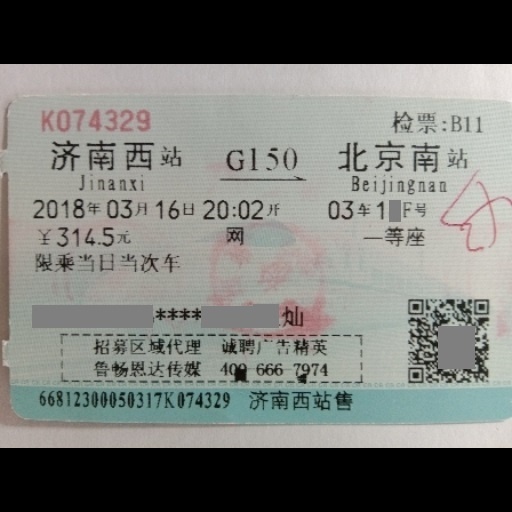 K074329 检票:B11
济南西站 G150 北京南站
Jinanxi Beijingnan
2018年03月16日20:02开 03车1 F号
￥314.5元 网 一等座
限乘当日当次车
**** 灿
招募区域代理 诚聘广告精英
鲁畅恩达传媒 400 666 7974
66812300050317K074329 济南西站售